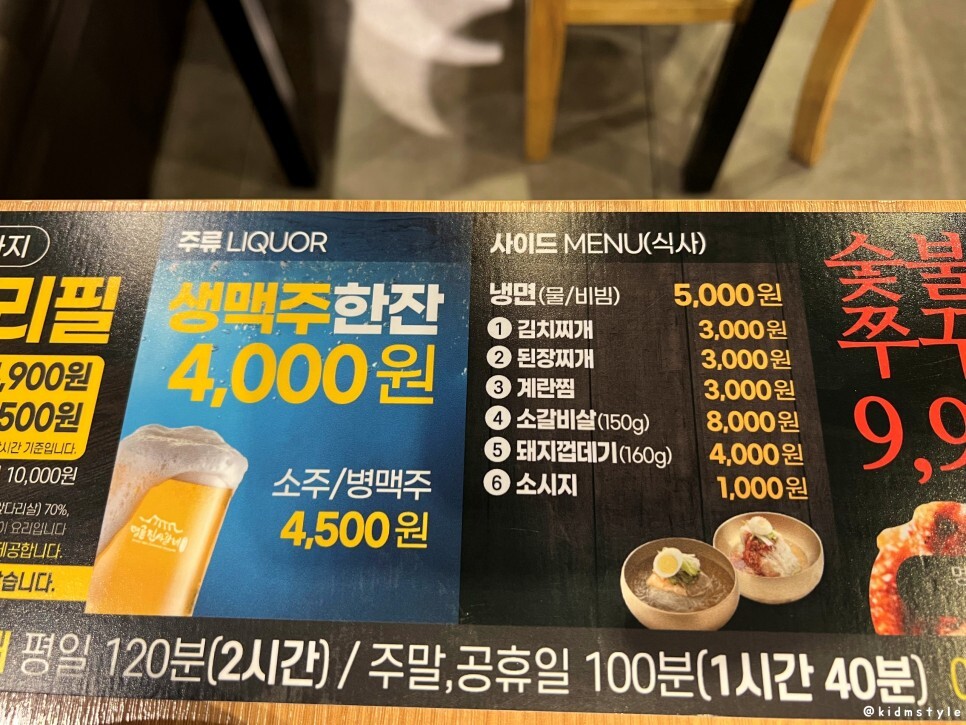 까지
리필
,900원
500원
시간 기준입니다.
10,000원
앞다리살) 70%,
이 요리입니다
제공합니다.
않습니다.
주류 LIQUOR
생맥주한잔
4,000원
소주/병맥주
4,500원
사이드 MENU(식사)
냉면(물/비빔) 5,000원
1 김치찌개 3,000원
2 된장찌개 3,000원
3 계란찜 3,000원
4 소갈비살(150g) 8,000원
5 돼지껍데기(160g) 4,000원
6 소시지 1,000원
숯불
쭈꾸
9,9
평일 120분(2시간) / 주말,공휴일 100분(1시간 40분)
@kidmstyle